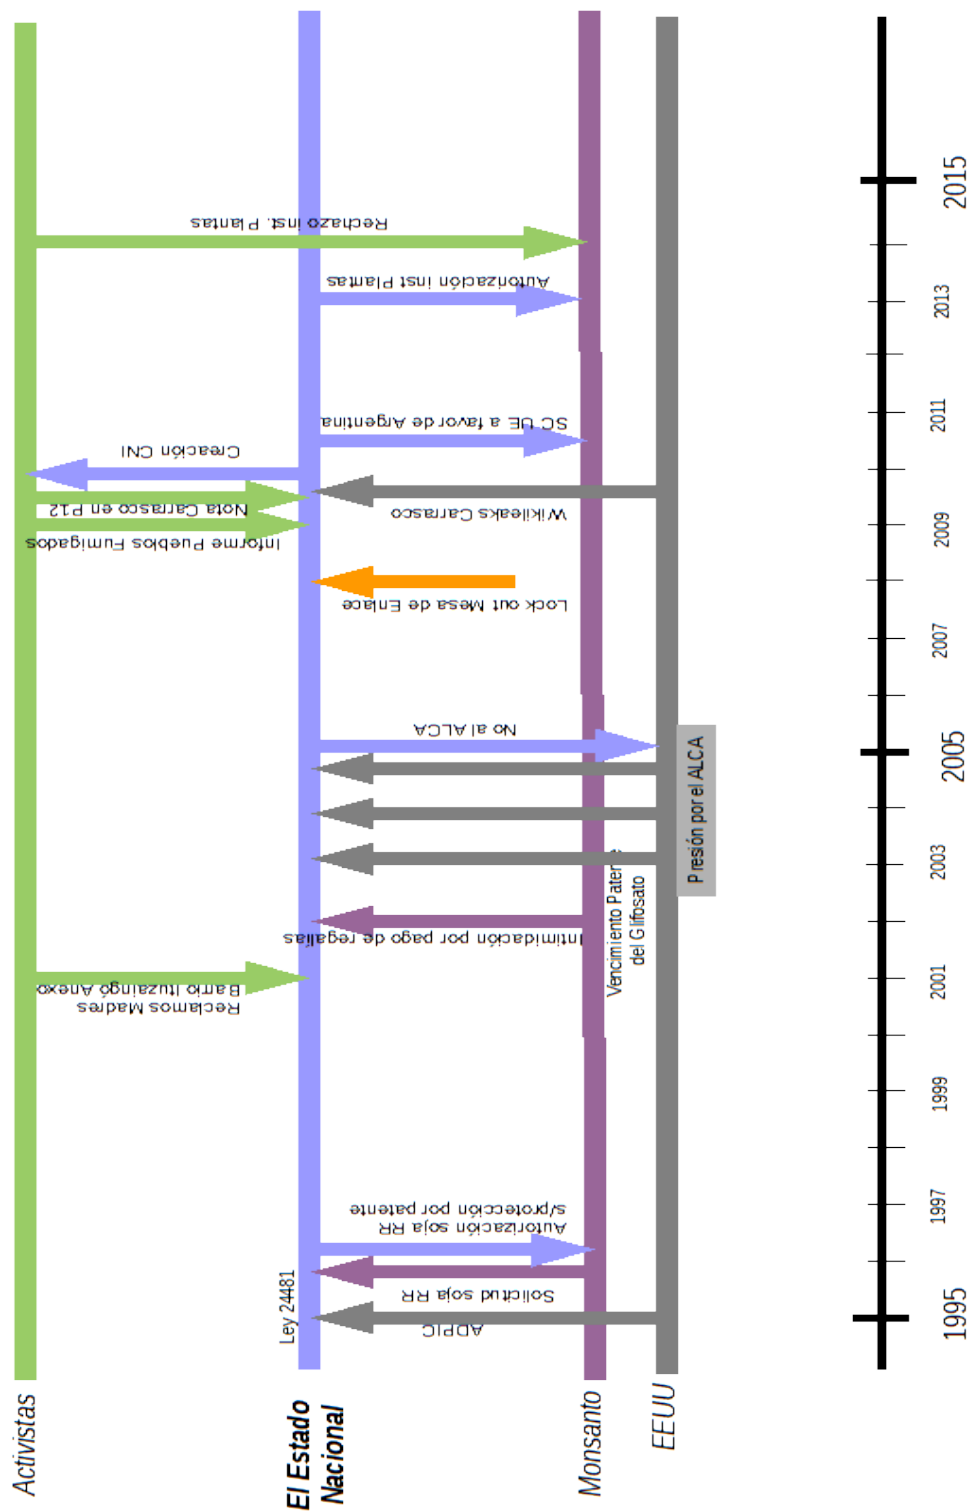 Activistas
El Estado
Nacional
Monsanto
EEUU
Ley 24481
ADPIC
Solicitud soja RR
Autorización soja RR
s/protección por patente
Reclamos Madres
Barrio Ituzaingó Anexo
Intimidación por pago de regalías
Vencimiento Patente
del Glifosato
Presión por el ALCA
No al ALCA
Lock out Mesa de Enlace
Informe Pueblos Fumigados
Nota Carrasco en P12
Wikileaks Carrasco
Creación CNI
SC UE a favor de Argentina
Autorización inst Plantas
Rechazo inst. Plantas
1995
1997
1999
2001
2003
2005
2007
2009
2011
2013
2015